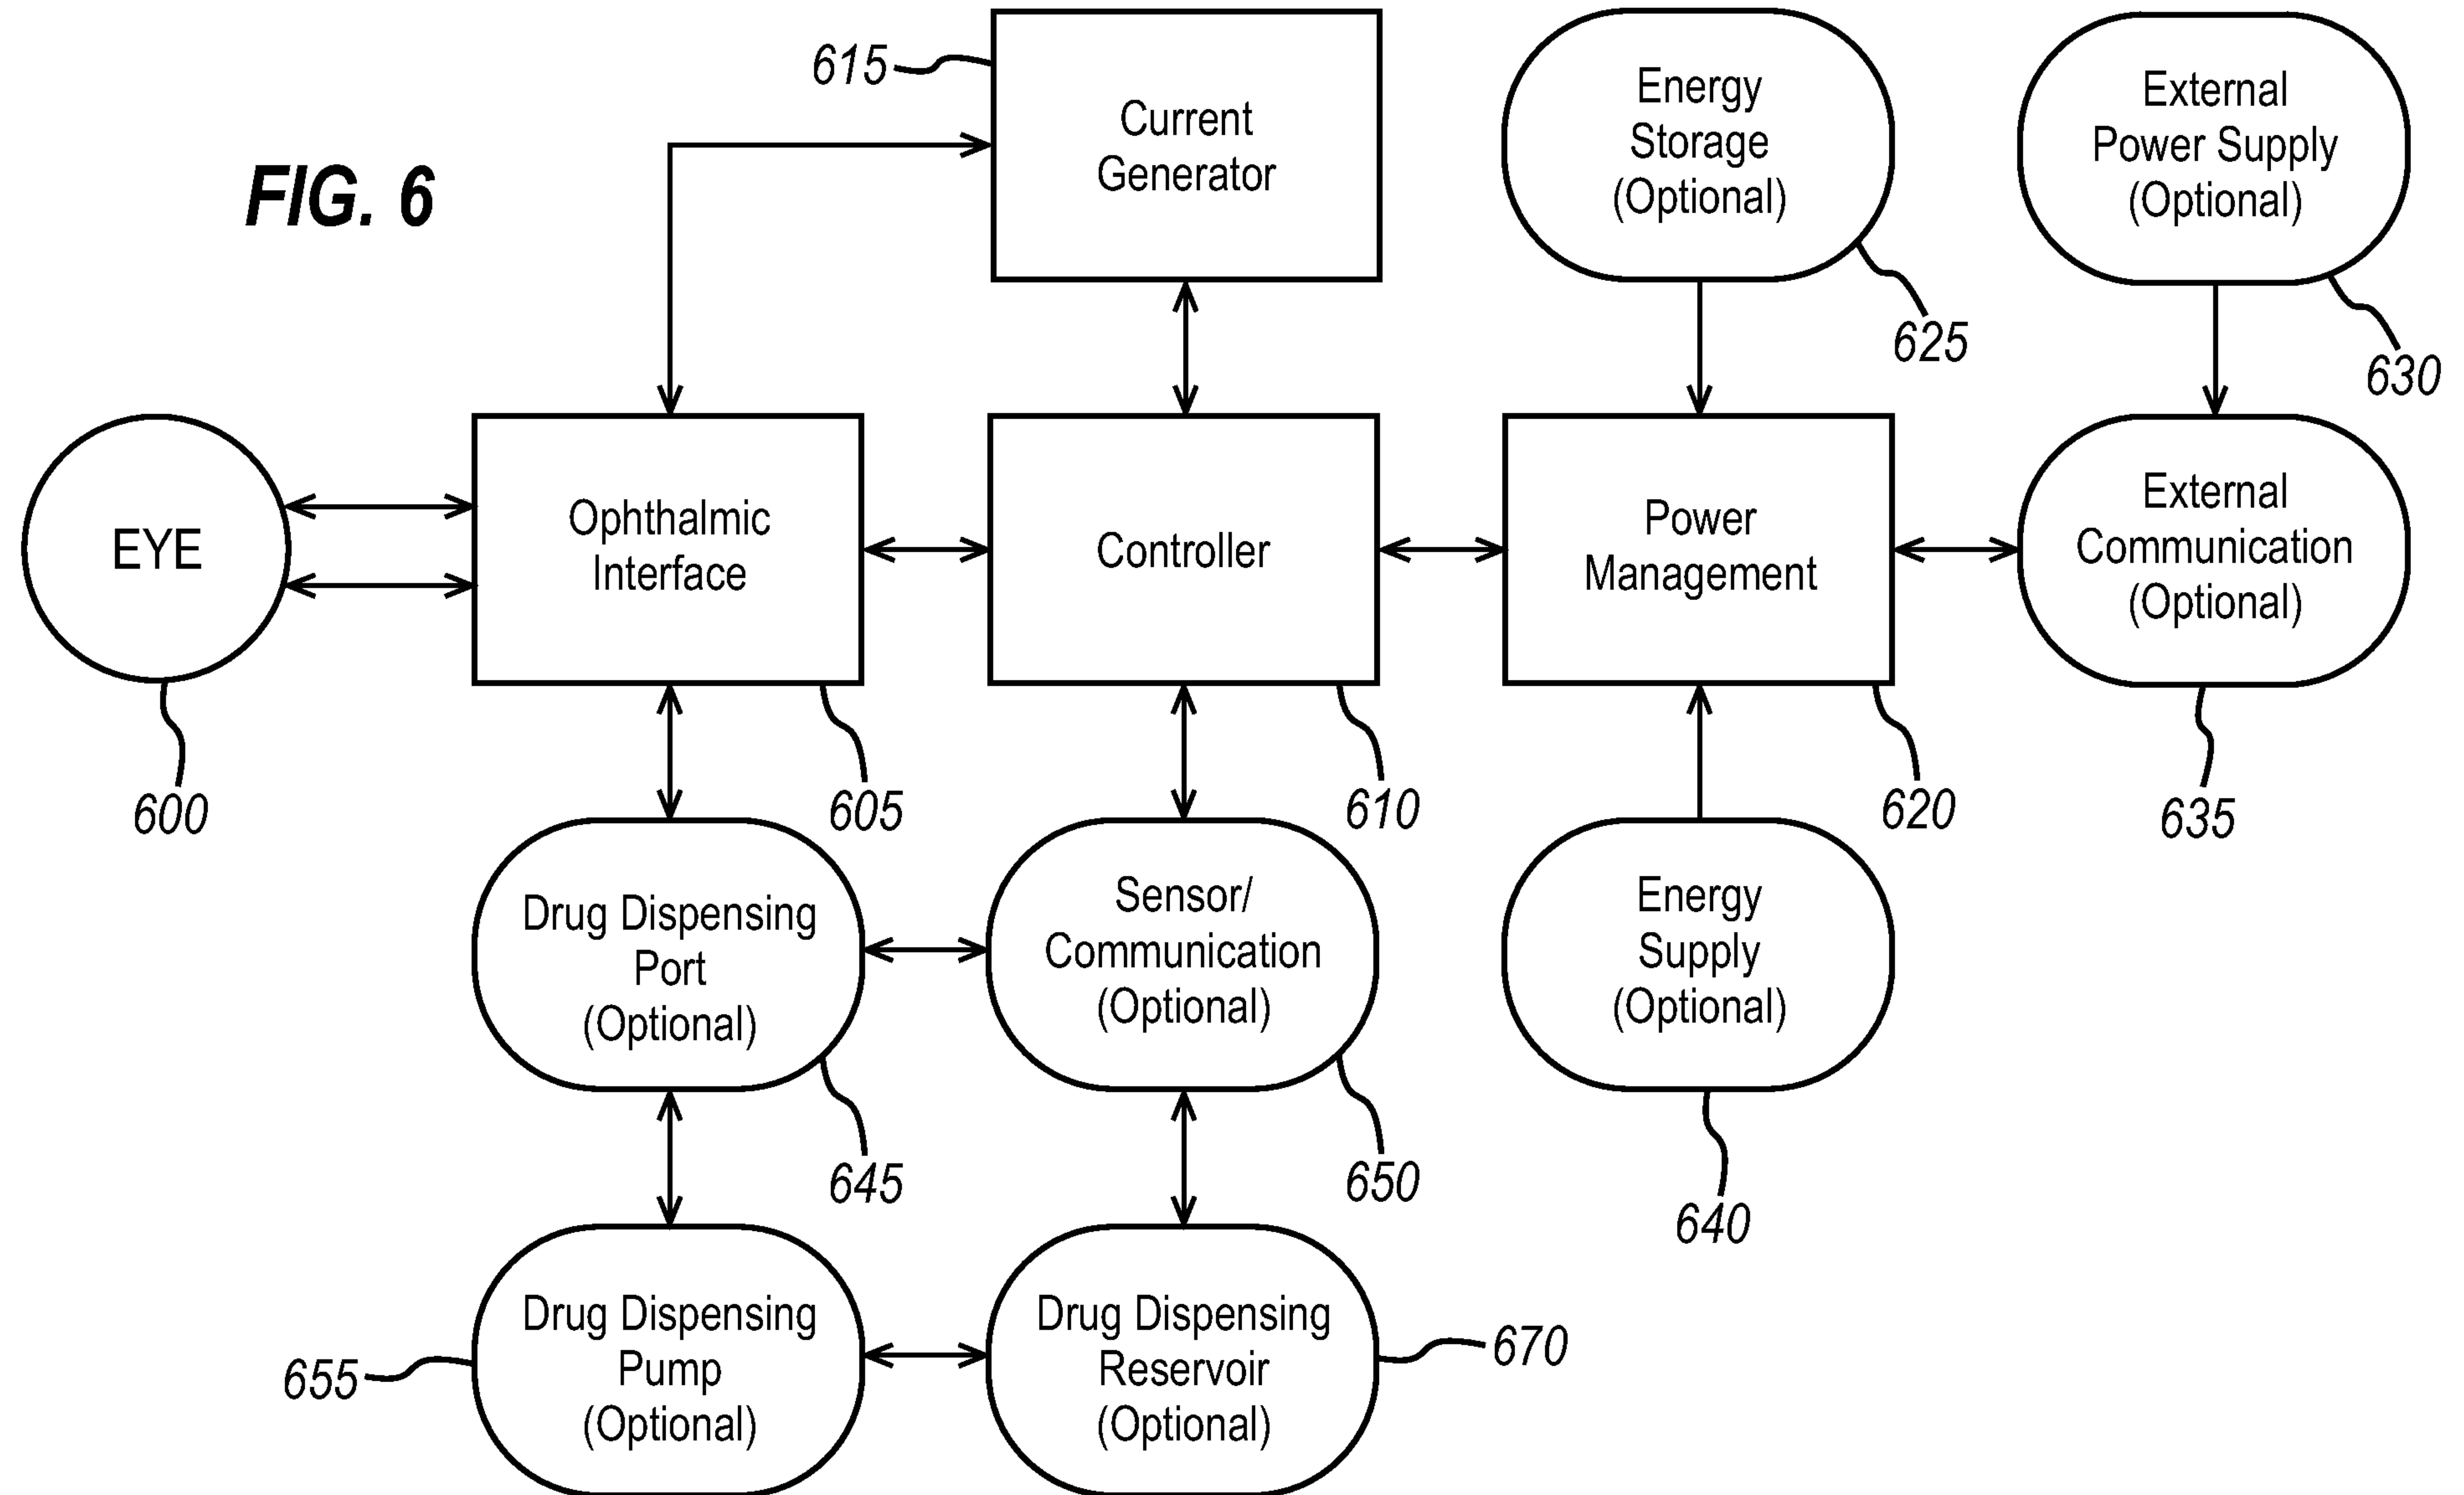 FIG. 6
615
Current
Generator
Energy
Storage
(Optional)
625
External
Power Supply
(Optional)
630
EYE
600
Ophthalmic
Interface
605
Controller
610
Power
Management
620
External
Communication
(Optional)
635
Drug Dispensing
Port
(Optional)
645
Sensor/
Communication
(Optional)
650
Energy
Supply
(Optional)
640
655
Drug Dispensing
Pump
(Optional)
Drug Dispensing
Reservoir
(Optional)
670